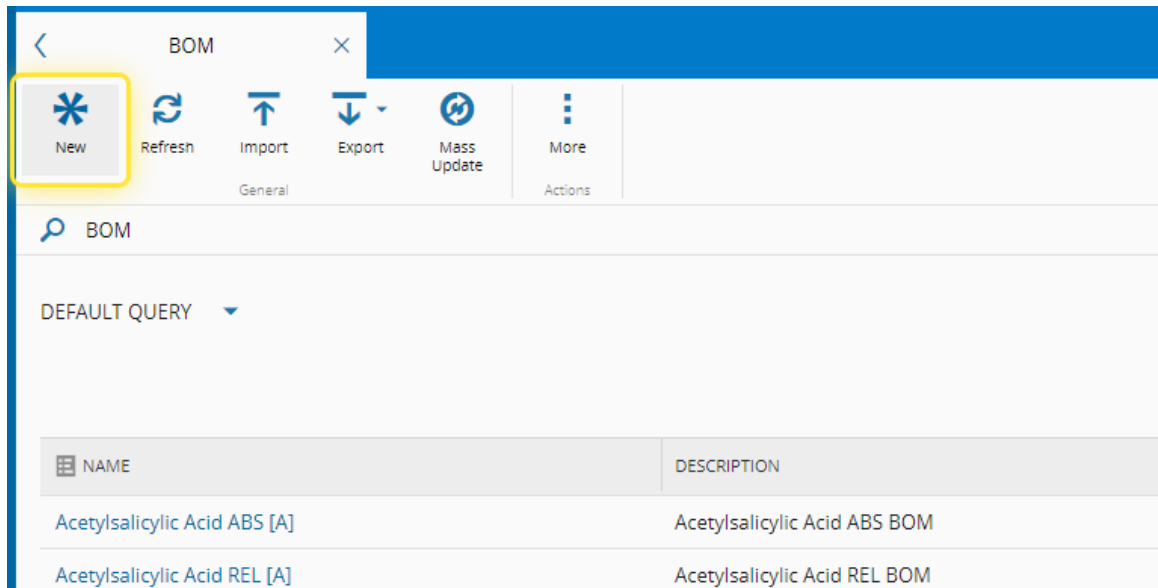 BOM
New
Refresh
Import
Export
Mass
Update
More
General
Actions
BOM
DEFAULT QUERY
NAME
DESCRIPTION
Acetylsalicylic Acid ABS [A]
Acetylsalicylic Acid ABS BOM
Acetylsalicylic Acid REL [A]
Acetylsalicylic Acid REL BOM